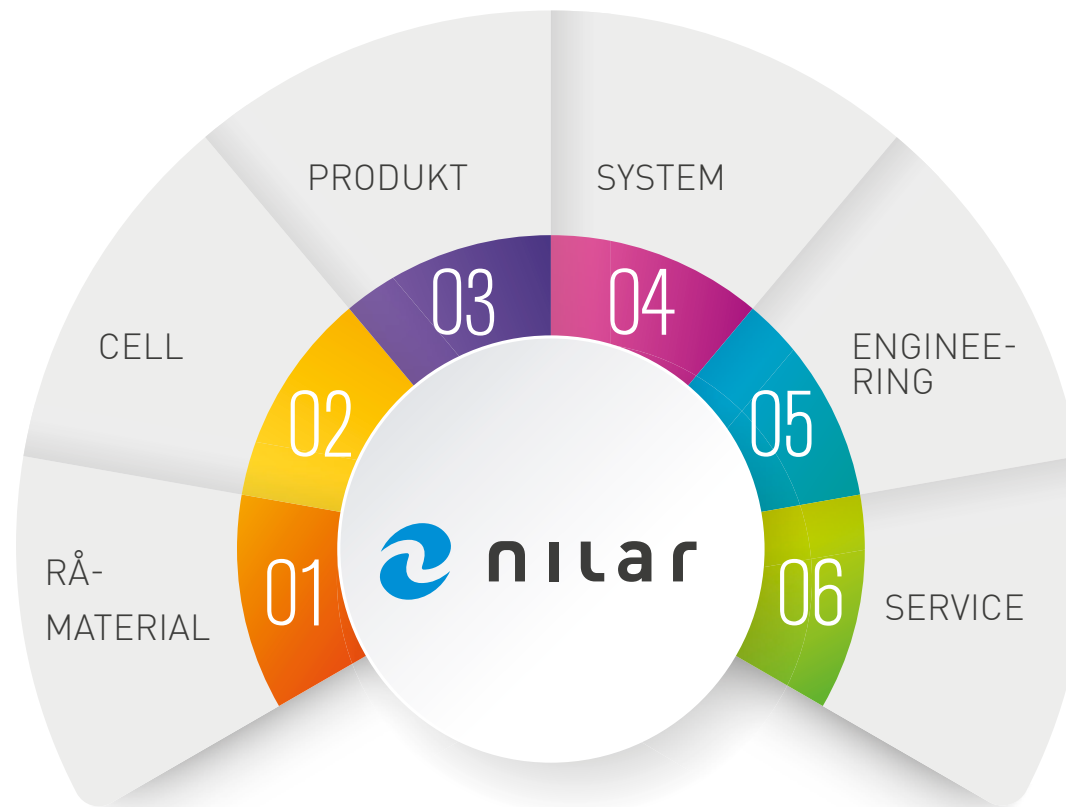 RÅ-
MATERIAL
01
CELL
02
PRODUKT
03
SYSTEM
04
ENGINEE-
RING
05
SERVICE
06
nilar